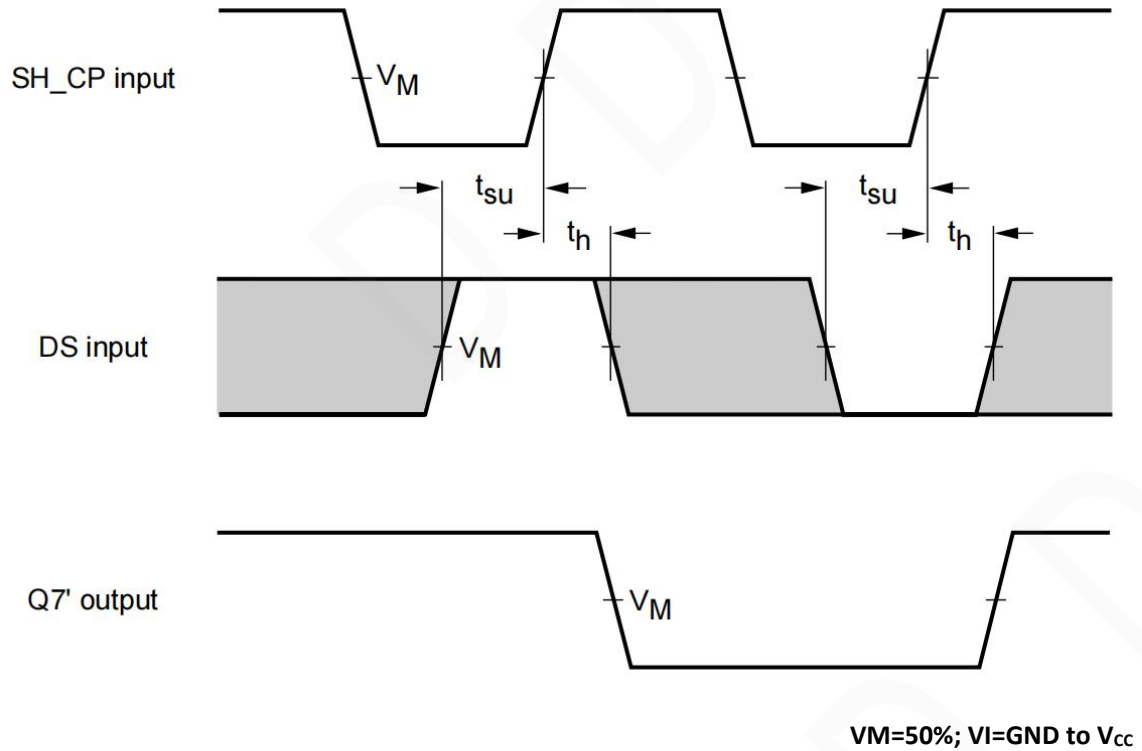 SH_CP input
VM
tsu
tsu
th
th
DS input
VM
Q7' output
VM
VM=50%; VI=GND to VCC